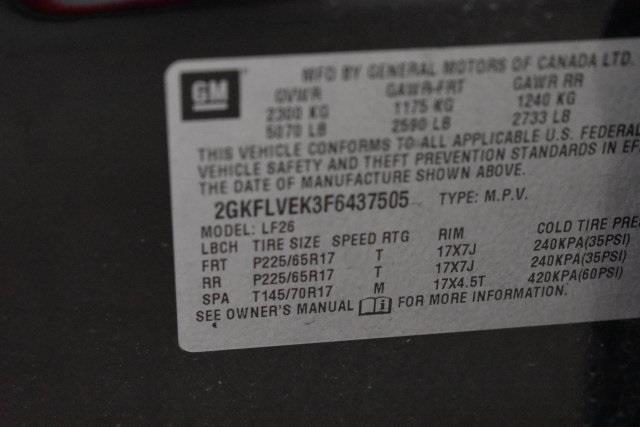 GM
MFD BY GENERAL MOTORS OF CANADA LTD.
GVWR GAWR-FRT GAWR RR
2300 KG 1175 KG 1240 KG
5070 LB 2590 LB 2733 LB
THIS VEHICLE CONFORMS TO ALL APPLICABLE U.S. FEDERAL
VEHICLE SAFETY AND THEFT PREVENTION STANDARDS IN EF
THE DATE OF MANUFACTURE SHOWN ABOVE.
2GKFLVEK3F6437505 TYPE: M.P.V.
MODEL: LF26
LBCH TIRE SIZE SPEED RTG RIM COLD TIRE PRE
FRT P225/65R17 T 17X7J 240KPA(35PSI)
RR P225/65R17 T 17X7J 240KPA(35PSI)
SPA T145/70R17 M 17X4.5T 420KPA(60PSI)
SEE OWNER'S MANUAL i FOR MORE INFORMATION.